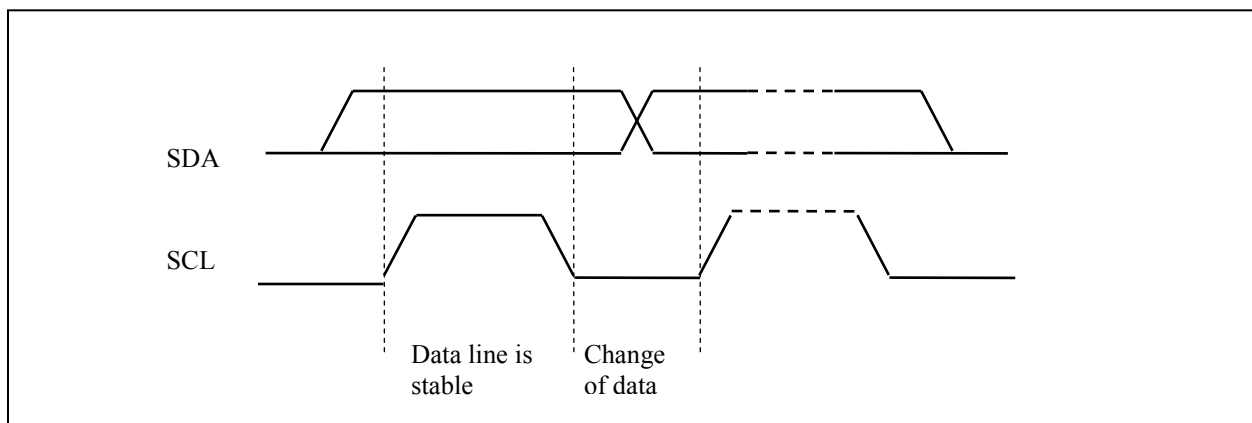 SDA
SCL
Data line is
stable
Change
of data